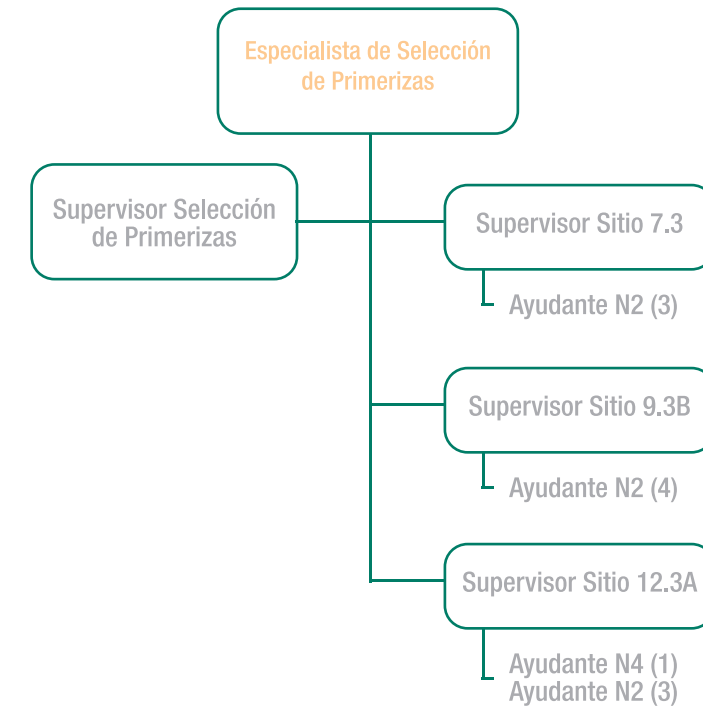 Especialista de Selección
de Primerizas
Supervisor Selección
de Primerizas
Supervisor Sitio 7.3
Ayudante N2 (3)
Supervisor Sitio 9.3B
Ayudante N2 (4)
Supervisor Sitio 12.3A
Ayudante N4 (1)
Ayudante N2 (3)